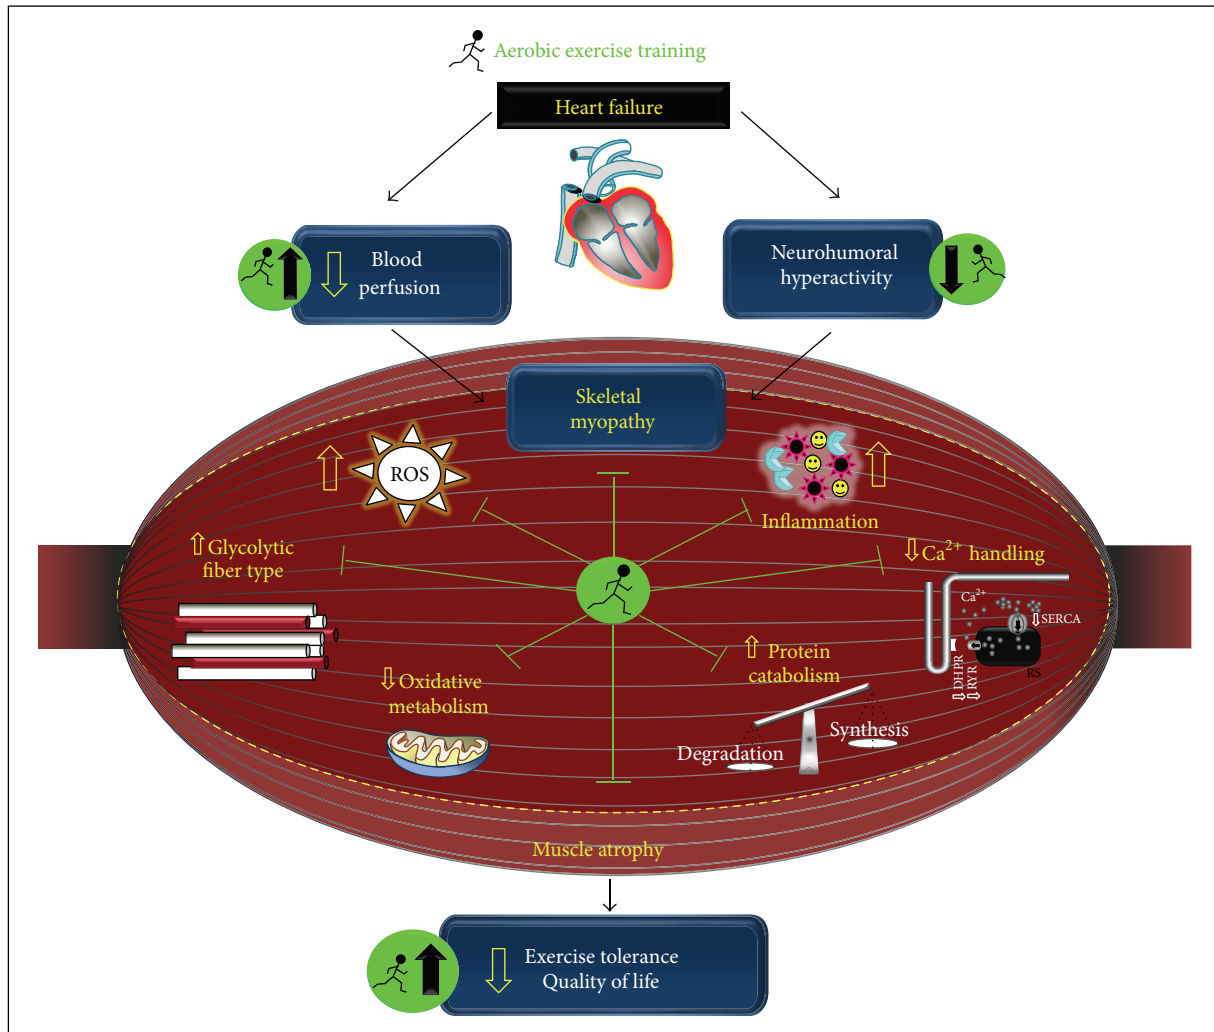 Aerobic exercise training
Heart failure
Blood
perfusion
Neurohumoral
hyperactivity
Skeletal
myopathy
ROS
Inflammation
Glycolytic
fiber type
Ca²⁺ handling
Ca²⁺
SERCA
DHPR
RYR
RS
Protein
catabolism
Oxidative
metabolism
Synthesis
Degradation
Muscle atrophy
Exercise tolerance
Quality of life